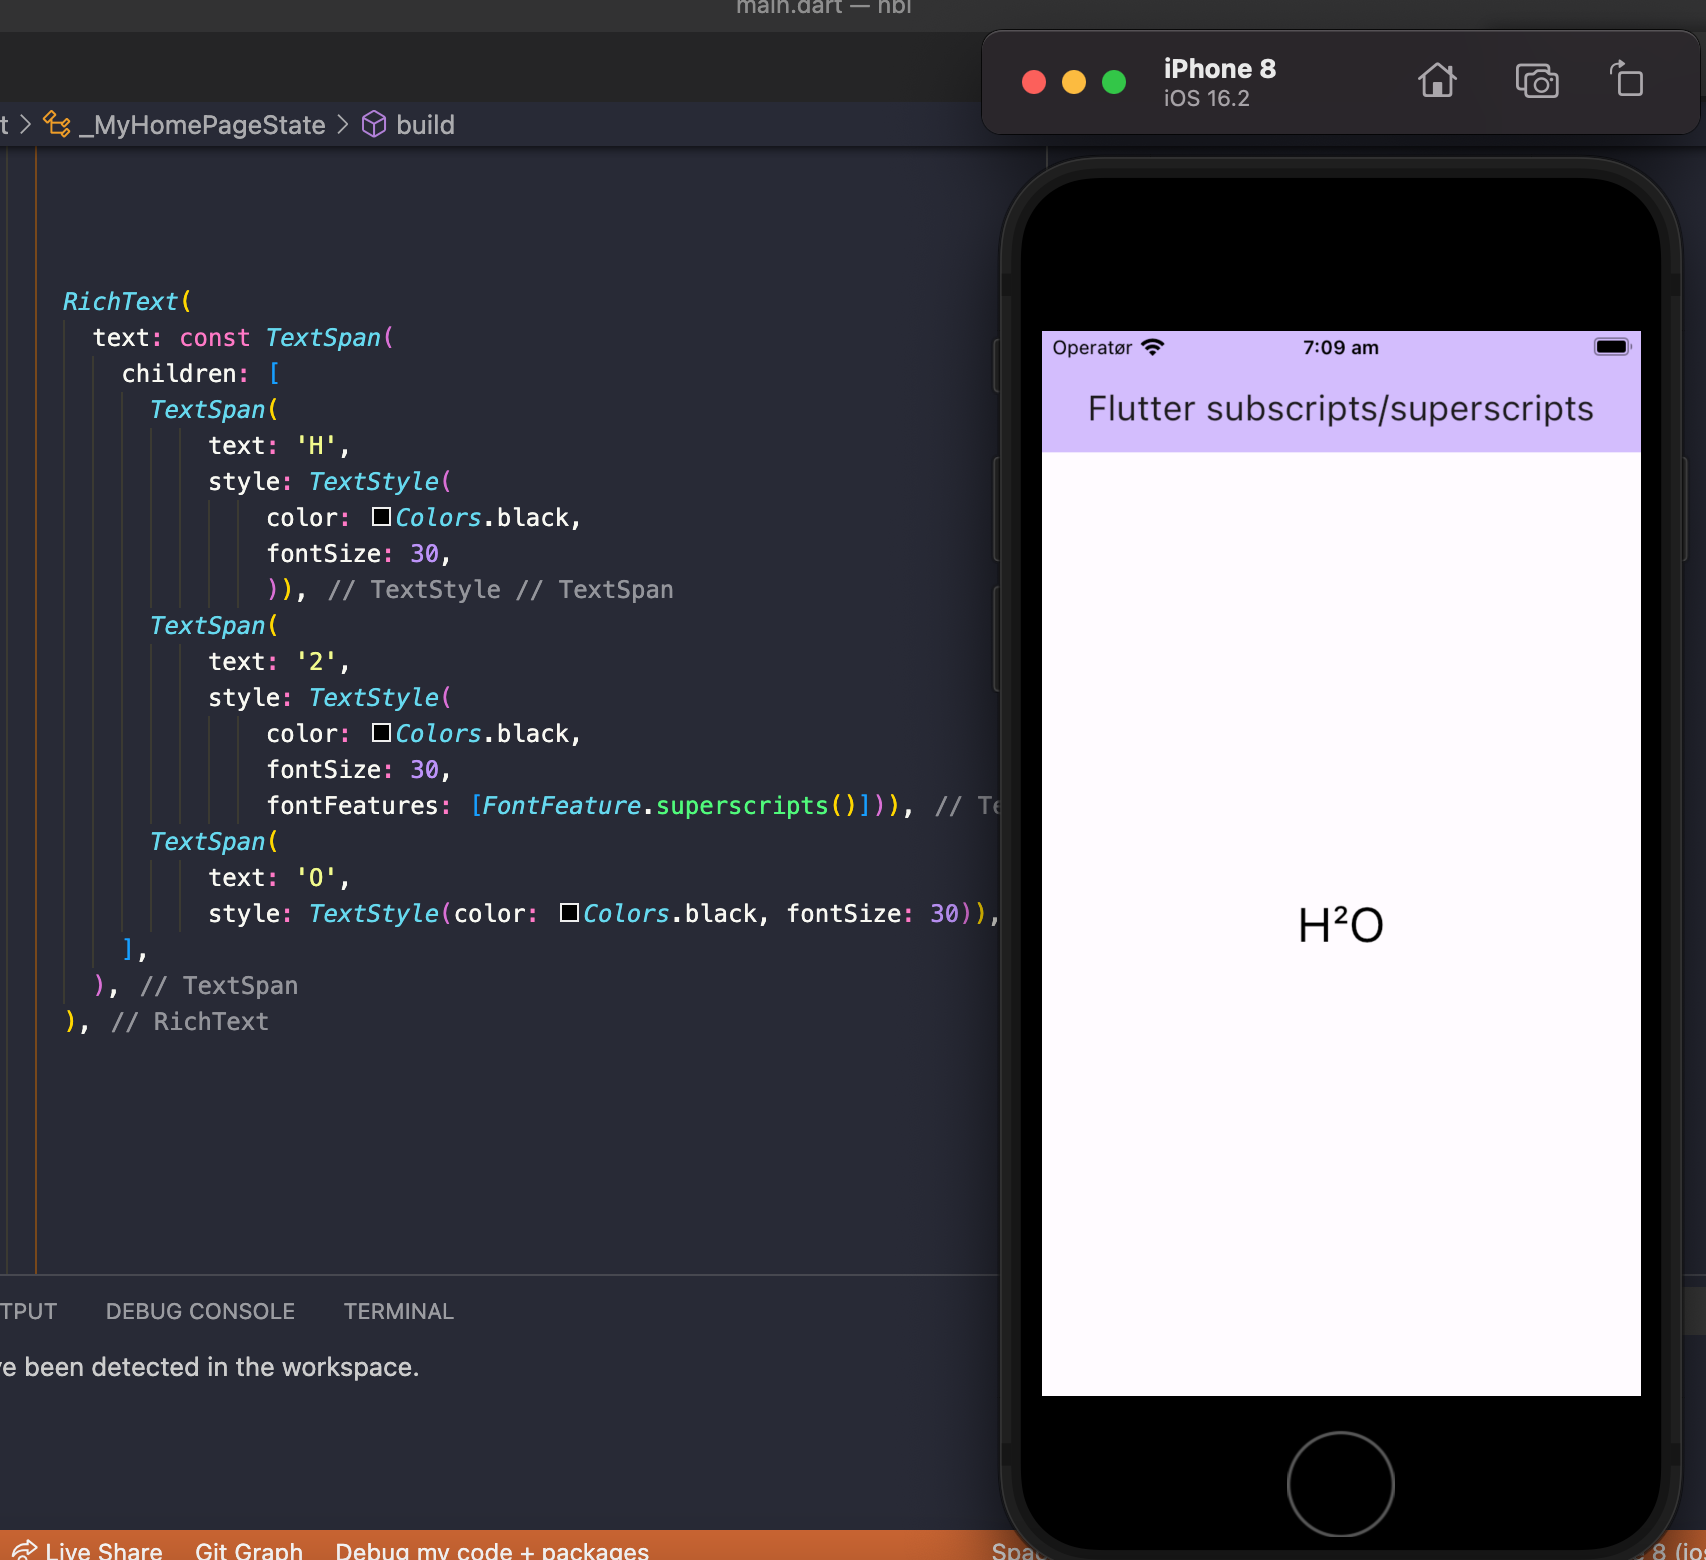 main.dart — nbl
iPhone 8
iOS 16.2
t > _MyHomePageState > build
RichText(
text: const TextSpan(
children: [
TextSpan(
text: 'H',
style: TextStyle(
color: Colors.black,
fontSize: 30,
)), // TextStyle // TextSpan
TextSpan(
text: '2',
style: TextStyle(
color: Colors.black,
fontSize: 30,
fontFeatures: [FontFeature.superscripts()])), // Te
TextSpan(
text: 'O',
style: TextStyle(color: Colors.black, fontSize: 30)),
],
), // TextSpan
), // RichText
Operatør 7:09 am
Flutter subscripts/superscripts
H²O
TPUT DEBUG CONSOLE TERMINAL
ve been detected in the workspace.
Live Share Git Graph Debug my code + packages Spa 8 (io